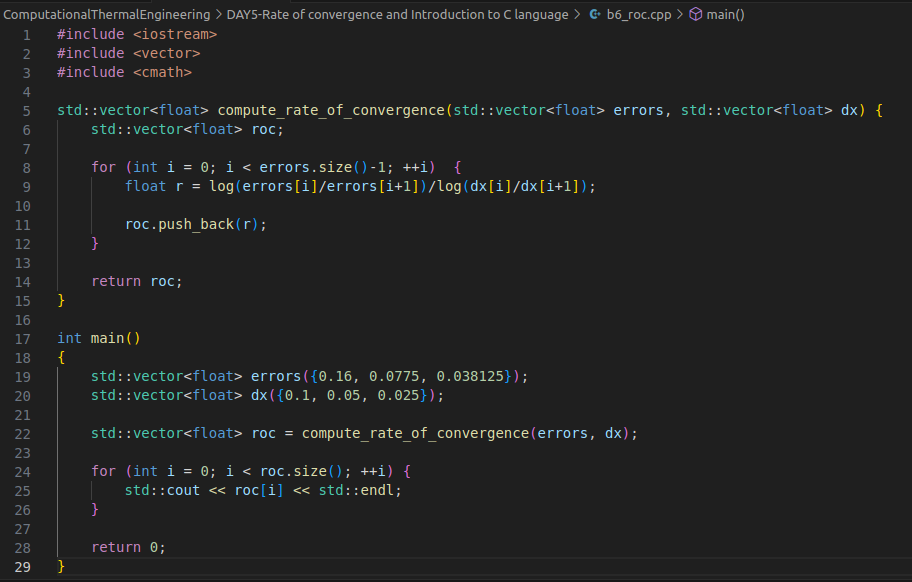 ComputationalThermalEngineering > DAY5-Rate of convergence and Introduction to C language > b6_roc.cpp > main()
1 #include <iostream>
2 #include <vector>
3 #include <cmath>
4
5 std::vector<float> compute_rate_of_convergence(std::vector<float> errors, std::vector<float> dx) {
6     std::vector<float> roc;
7
8     for (int i = 0; i < errors.size()-1; ++i)  {
9         float r = log(errors[i]/errors[i+1])/log(dx[i]/dx[i+1]);
10
11         roc.push_back(r);
12     }
13
14     return roc;
15 }
16
17 int main()
18 {
19     std::vector<float> errors({0.16, 0.0775, 0.038125});
20     std::vector<float> dx({0.1, 0.05, 0.025});
21
22     std::vector<float> roc = compute_rate_of_convergence(errors, dx);
23
24     for (int i = 0; i < roc.size(); ++i) {
25         std::cout << roc[i] << std::endl;
26     }
27
28     return 0;
29 }